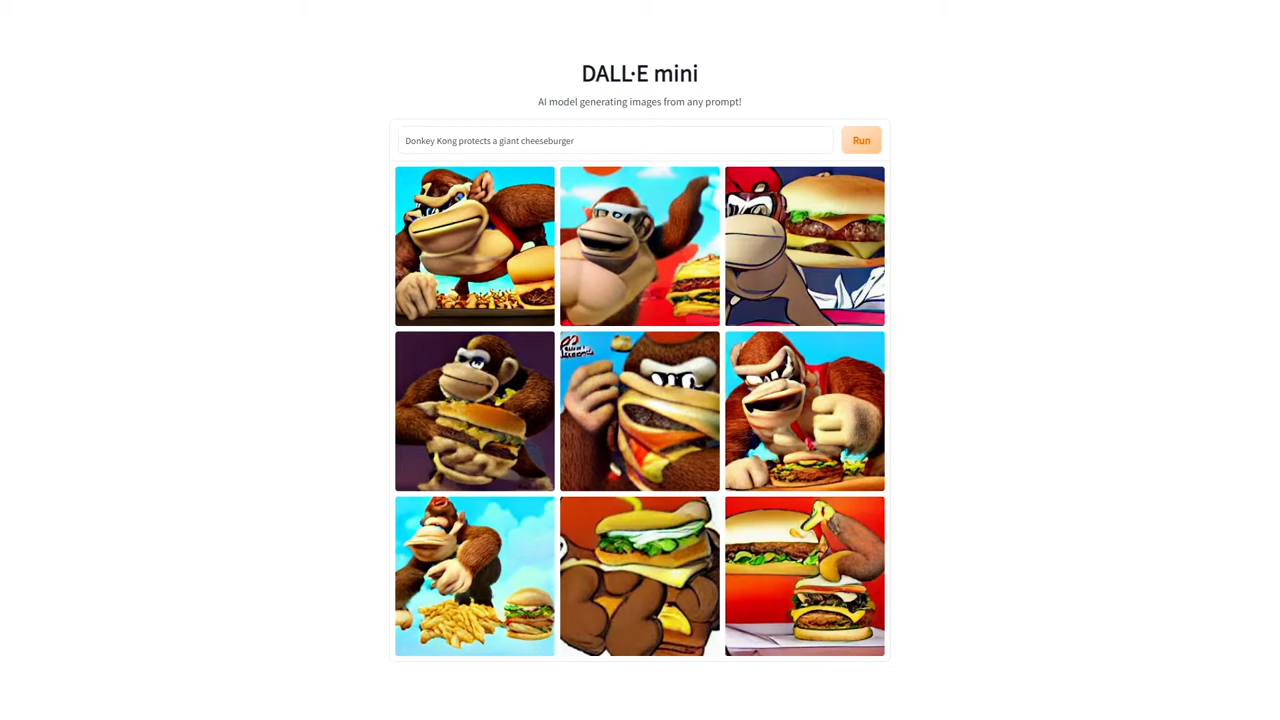 DALL·E mini
AI model generating images from any prompt!
Donkey Kong protects a giant cheeseburger
Run